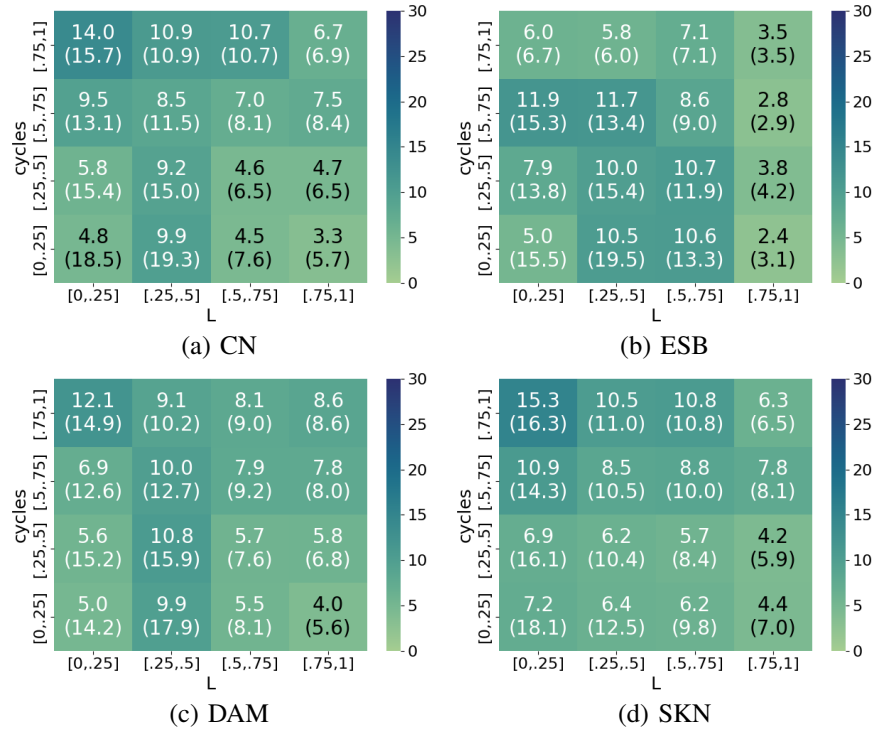 14.0 10.9 10.7 6.7
(15.7) (10.9) (10.7) (6.9)
9.5 8.5 7.0 7.5
(13.1) (11.5) (8.1) (8.4)
5.8 9.2 4.6 4.7
(15.4) (15.0) (6.5) (6.5)
4.8 9.9 4.5 3.3
(18.5) (19.3) (7.6) (5.7)
[.75,1]
[.5,.75]
[.25,.5]
[0,.25]
cycles
[0,.25] [.25,.5] [.5,.75] [.75,1]
L
30
25
20
15
10
5
0
(a) CN
6.0 5.8 7.1 3.5
(6.7) (6.0) (7.1) (3.5)
11.9 11.7 8.6 2.8
(15.3) (13.4) (9.0) (2.9)
7.9 10.0 10.7 3.8
(13.8) (15.4) (11.9) (4.2)
5.0 10.5 10.6 2.4
(15.5) (19.5) (13.3) (3.1)
[.75,1]
[.5,.75]
[.25,.5]
[0,.25]
cycles
[0,.25] [.25,.5] [.5,.75] [.75,1]
L
30
25
20
15
10
5
0
(b) ESB
12.1 9.1 8.1 8.6
(14.9) (10.2) (9.0) (8.6)
6.9 10.0 7.9 7.8
(12.6) (12.7) (9.2) (8.0)
5.6 10.8 5.7 5.8
(15.2) (15.9) (7.6) (6.8)
5.0 9.9 5.5 4.0
(14.2) (17.9) (8.1) (5.6)
[.75,1]
[.5,.75]
[.25,.5]
[0,.25]
cycles
[0,.25] [.25,.5] [.5,.75] [.75,1]
L
30
25
20
15
10
5
0
(c) DAM
15.3 10.5 10.8 6.3
(16.3) (11.0) (10.8) (6.5)
10.9 8.5 8.8 7.8
(14.3) (10.5) (10.0) (8.1)
6.9 6.2 5.7 4.2
(16.1) (10.4) (8.4) (5.9)
7.2 6.4 6.2 4.4
(18.1) (12.5) (9.8) (7.0)
[.75,1]
[.5,.75]
[.25,.5]
[0,.25]
cycles
[0,.25] [.25,.5] [.5,.75] [.75,1]
L
30
25
20
15
10
5
0
(d) SKN